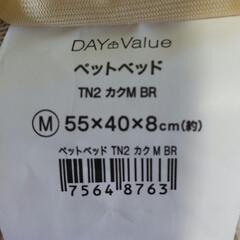 DAY Value
ペットベッド
TN2 カクM BR
Ⓜ 55×40×8cm(約)
ペットベッド TN2 カク M BR
7564 8763